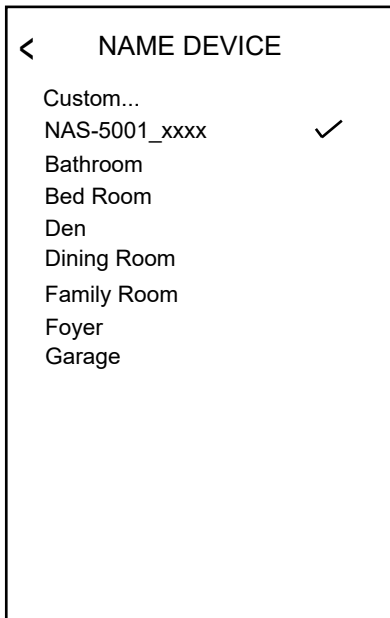 < NAME DEVICE
Custom...
NAS-5001_xxxx
Bathroom
Bed Room
Den
Dining Room
Family Room
Foyer
Garage